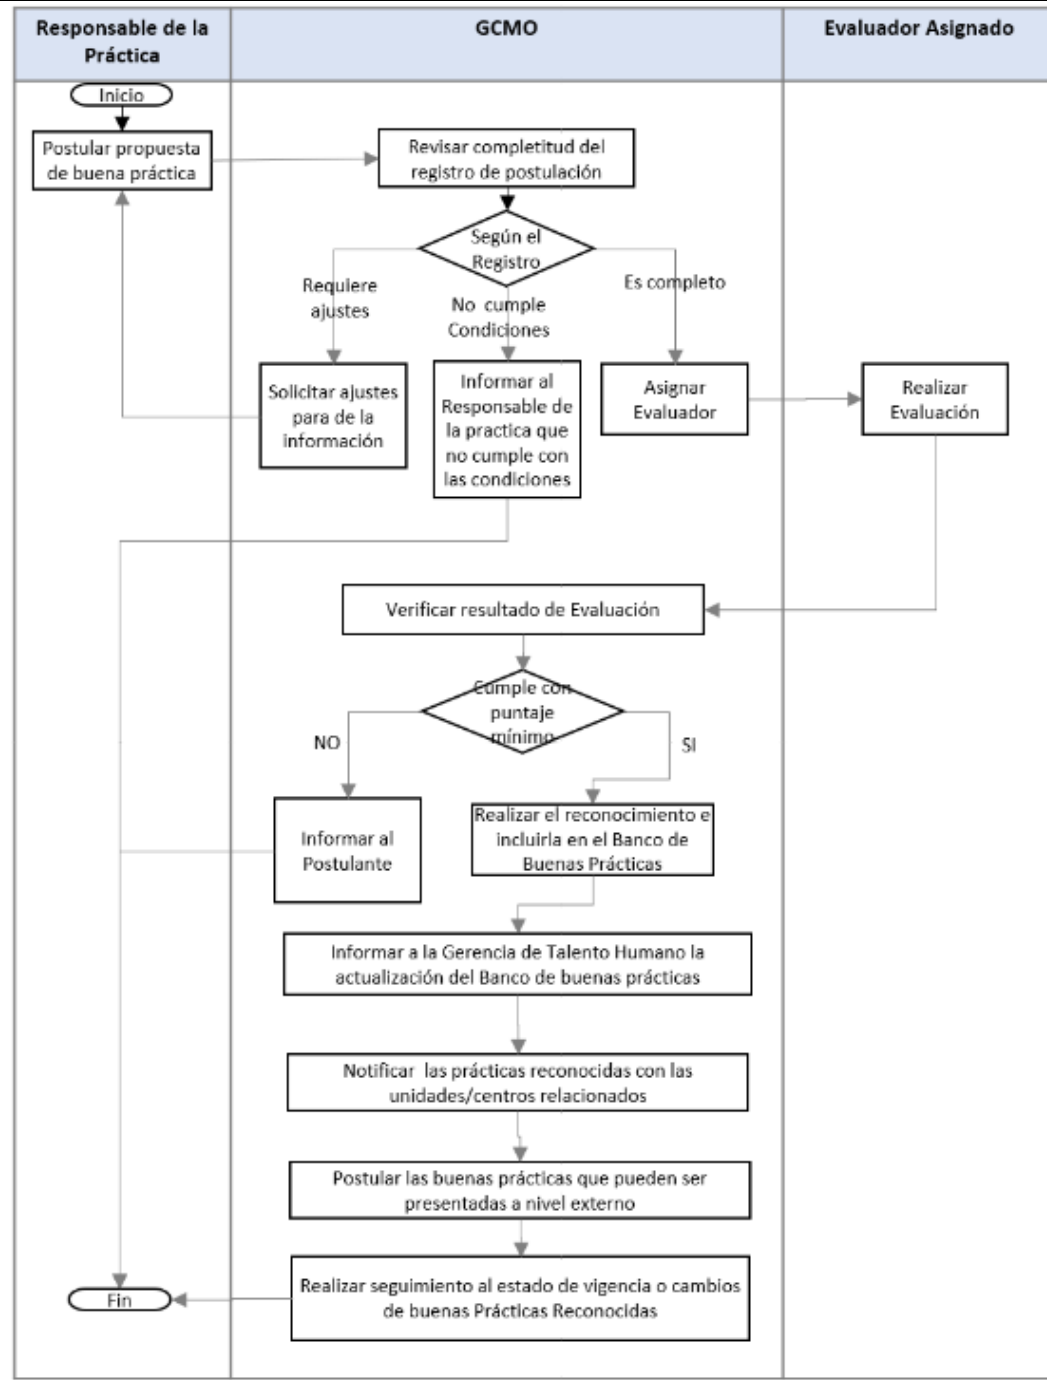 Responsable de la
Práctica
GCMO
Evaluador Asignado
Inicio
Postular propuesta
de buena práctica
Revisar completitud del
registro de postulación
Según el
Registro
Requiere
ajustes
No cumple
Condiciones
Es completo
Solicitar ajustes
para de la
información
Informar al
Responsable de
la practica que
no cumple con
las condiciones
Asignar
Evaluador
Realizar
Evaluación
Verificar resultado de Evaluación
Cumple con
puntaje
mínimo
NO
SI
Informar al
Postulante
Realizar el reconocimiento e
incluirla en el Banco de
Buenas Prácticas
Informar a la Gerencia de Talento Humano la
actualización del Banco de buenas prácticas
Notificar las prácticas reconocidas con las
unidades/centros relacionados
Postular las buenas prácticas que pueden ser
presentadas a nivel externo
Realizar seguimiento al estado de vigencia o cambios
de buenas Prácticas Reconocidas
Fin